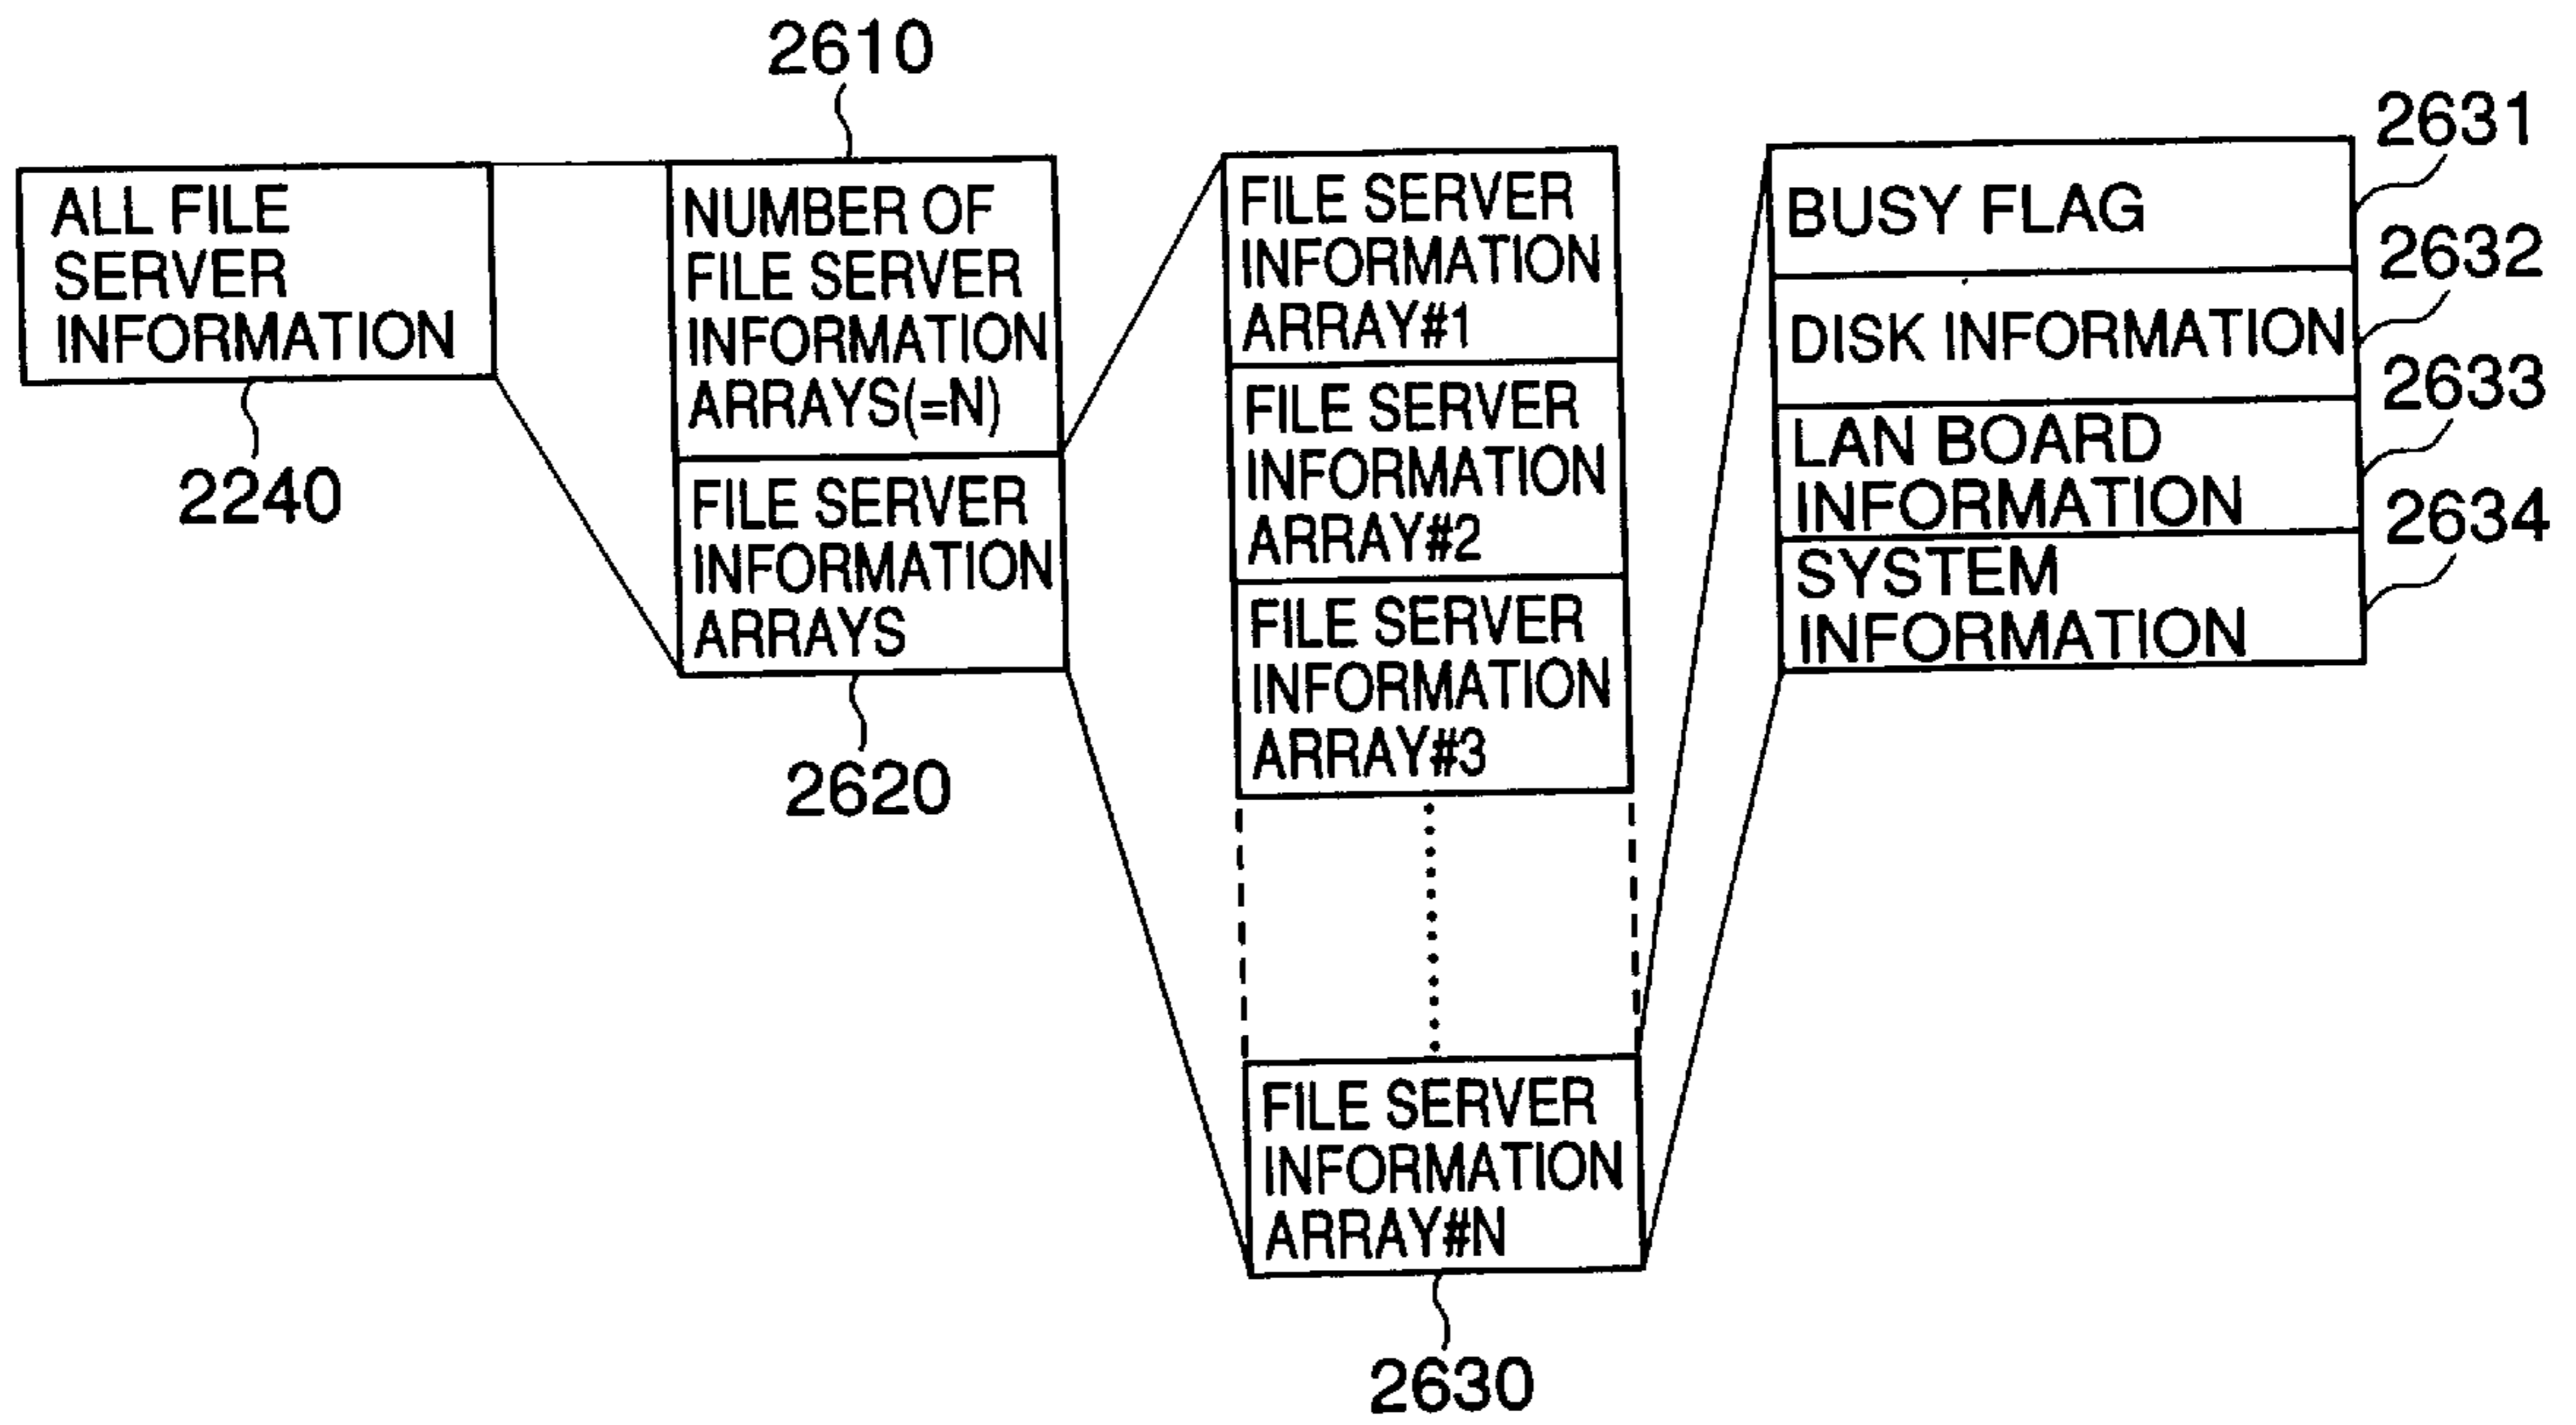 2610
ALL FILE
SERVER
INFORMATION
2240
NUMBER OF
FILE SERVER
INFORMATION
ARRAYS(=N)
FILE SERVER
INFORMATION
ARRAYS
2620
FILE SERVER
INFORMATION
ARRAY#1
FILE SERVER
INFORMATION
ARRAY#2
FILE SERVER
INFORMATION
ARRAY#3
FILE SERVER
INFORMATION
ARRAY#N
2630
BUSY FLAG
2631
DISK INFORMATION
2632
LAN BOARD
INFORMATION
2633
SYSTEM
INFORMATION
2634